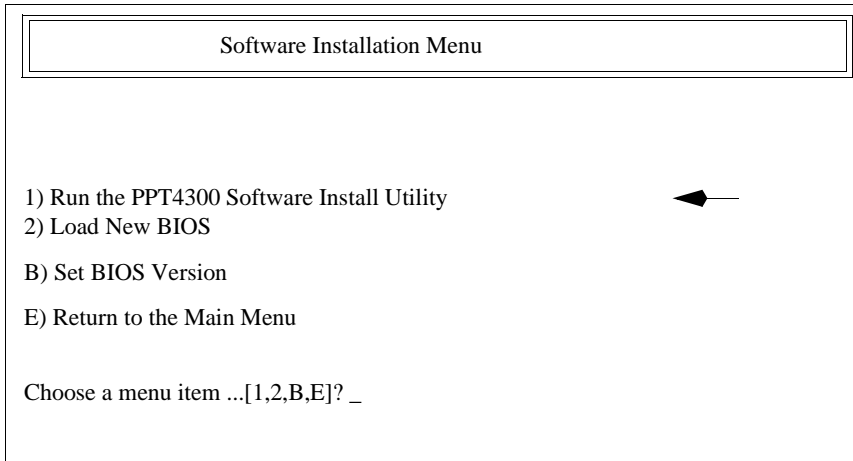 Software Installation Menu
1) Run the PPT4300 Software Install Utility
2) Load New BIOS
B) Set BIOS Version
E) Return to the Main Menu
Choose a menu item ...[1,2,B,E]? _